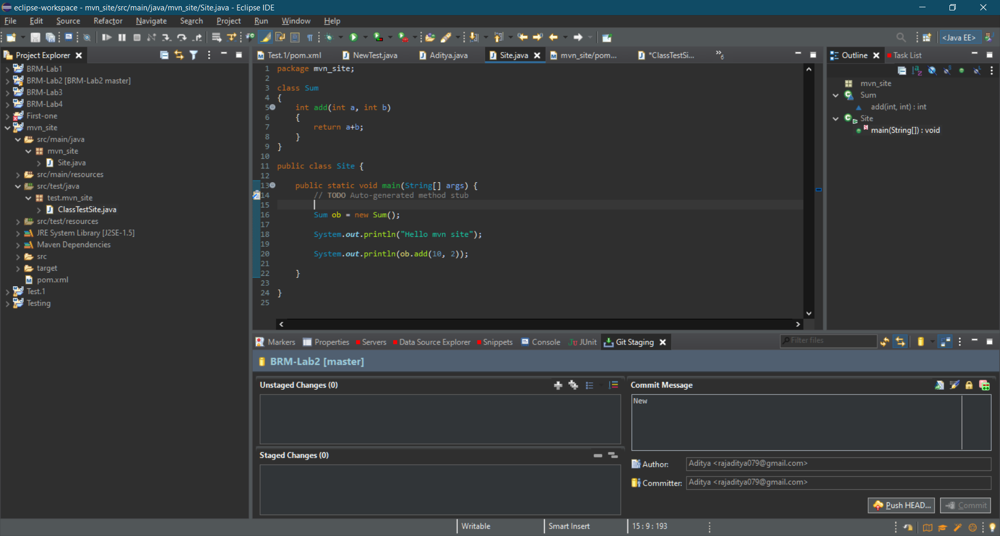 eclipse-workspace - mvn_site/src/main/java/mvn_site/Site.java - Eclipse IDE
File Edit Source Refactor Navigate Search Project Run Window Help
<Java EE>
Project Explorer
BRM-Lab1
BRM-Lab2 [BRM-Lab2 master]
BRM-Lab3
BRM-Lab4
First-one
mvn_site
src/main/java
mvn_site
Site.java
src/main/resources
src/test/java
test.mvn_site
ClassTestSite.java
src/test/resources
JRE System Library [J2SE-1.5]
Maven Dependencies
src
target
pom.xml
Test.1
Testing
Test.1/pom.xml NewTest.java Aditya.java Site.java mvn_site/pom... *ClassTestSi... »6
1 package mvn_site;
2
3 class Sum
4 {
5 int add(int a, int b)
6 {
7 return a+b;
8 }
9 }
10
11 public class Site {
12
13 public static void main(String[] args) {
14 // TODO Auto-generated method stub
15
16 Sum ob = new Sum();
17
18 System.out.println("Hello mvn site");
19
20 System.out.println(ob.add(10, 2));
21
22 }
23
24 }
25
Outline Task List
mvn_site
Sum
add(int, int) : int
Site
main(String[]) : void
Markers Properties Servers Data Source Explorer Snippets Console JUnit Git Staging
Filter files
BRM-Lab2 [master]
Unstaged Changes (0)
Staged Changes (0)
Commit Message
New
Author: Aditya <rajaditya079@gmail.com>
Committer: Aditya <rajaditya079@gmail.com>
Push HEAD... Commit
Writable Smart Insert 15 : 9 : 193